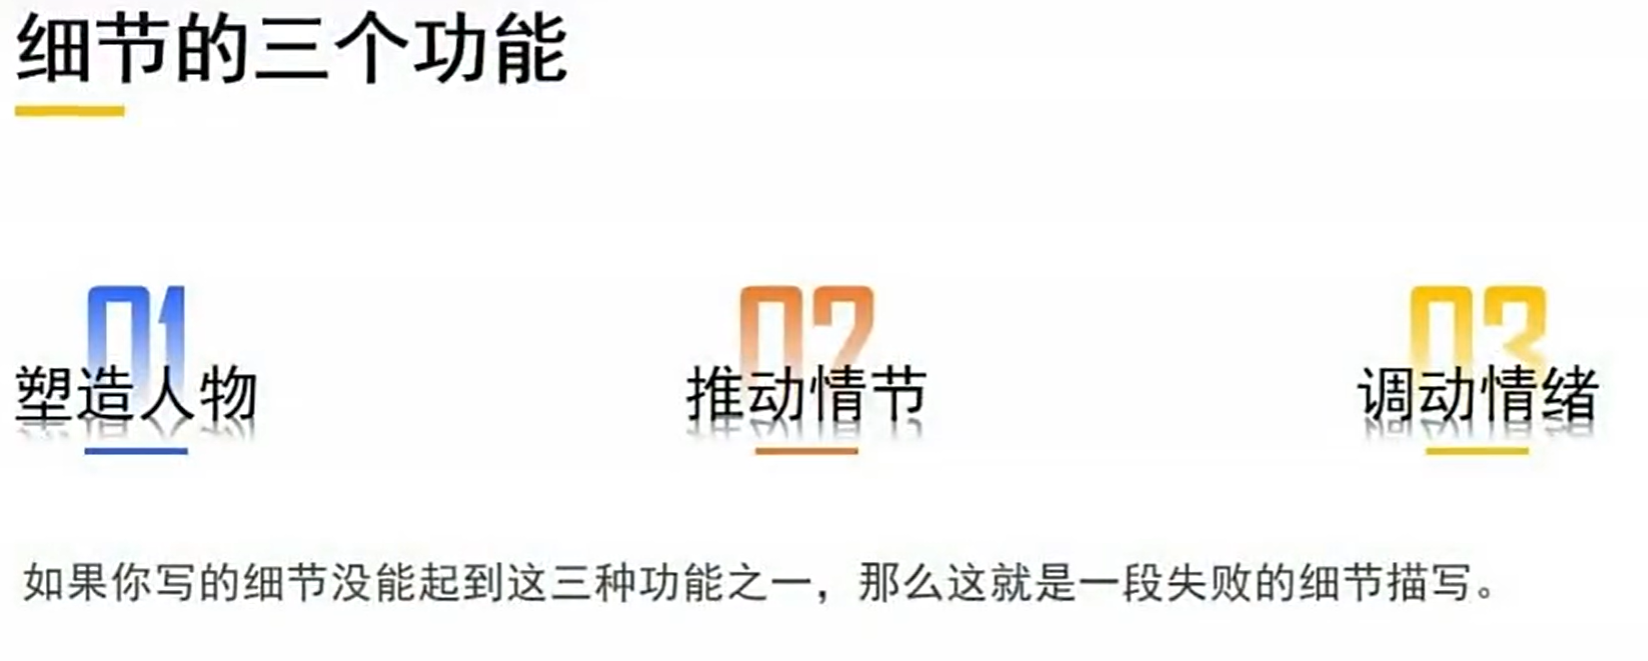 细节的三个功能
01
塑造人物
02
推动情节
03
调动情绪
如果你写的细节没能起到这三种功能之一，那么这就是一段失败的细节描写。